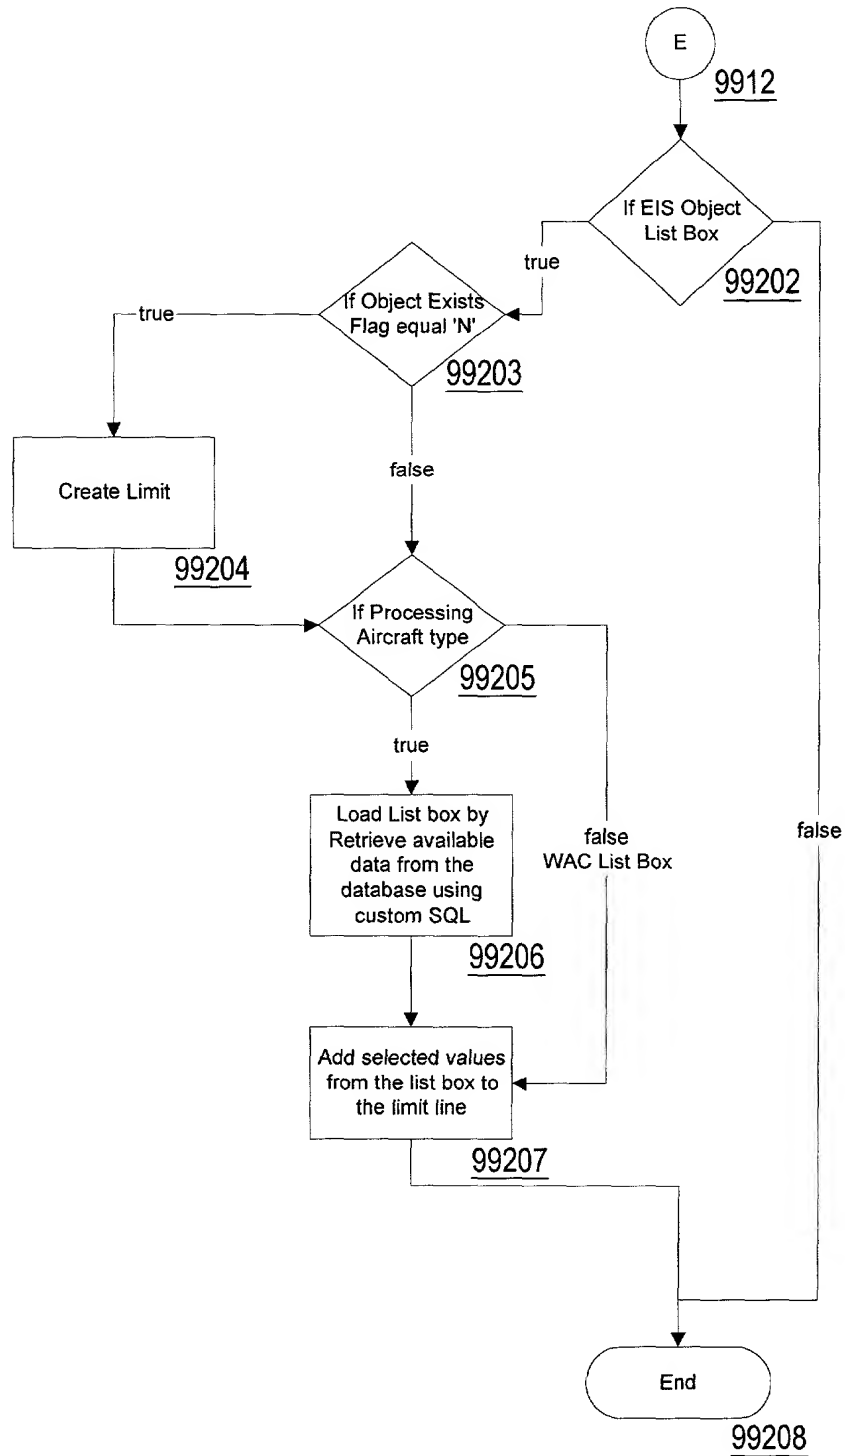 E
9912
If EIS Object
List Box
99202
true
If Object Exists
Flag equal 'N'
99203
true
false
Create Limit
99204
If Processing
Aircraft type
99205
true
Load List box by
Retrieve available
data from the
database using
custom SQL
99206
false
WAC List Box
false
Add selected values
from the list box to
the limit line
99207
End
99208